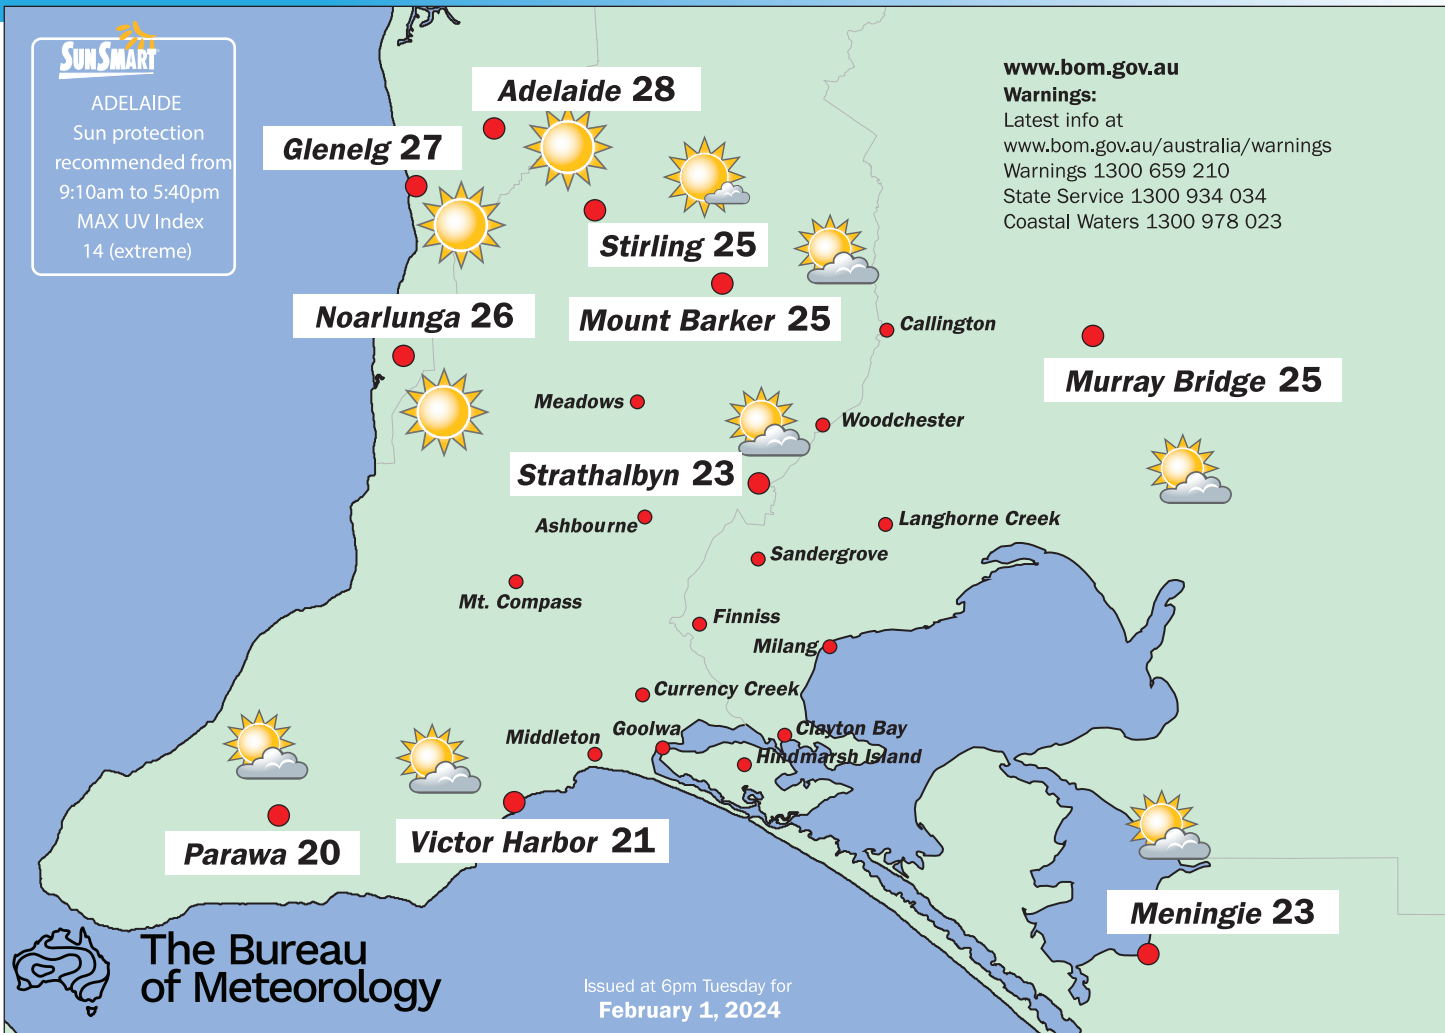 SUNSMART
ADELAIDE
Sun protection
recommended from
9:10am to 5:40pm
MAX UV Index
14 (extreme)
www.bom.gov.au
Warnings:
Latest info at
www.bom.gov.au/australia/warnings
Warnings 1300 659 210
State Service 1300 934 034
Coastal Waters 1300 978 023
Adelaide 28
Glenelg 27
Stirling 25
Noarlunga 26
Mount Barker 25
Callington
Murray Bridge 25
Meadows
Woodchester
Strathalbyn 23
Ashbourne
Langhorne Creek
Sandergrove
Mt. Compass
Finniss
Milang
Currency Creek
Middleton
Goolwa
Clayton Bay
Hindmarsh Island
Parawa 20
Victor Harbor 21
Meningie 23
The Bureau
of Meteorology
Issued at 6pm Tuesday for
February 1, 2024